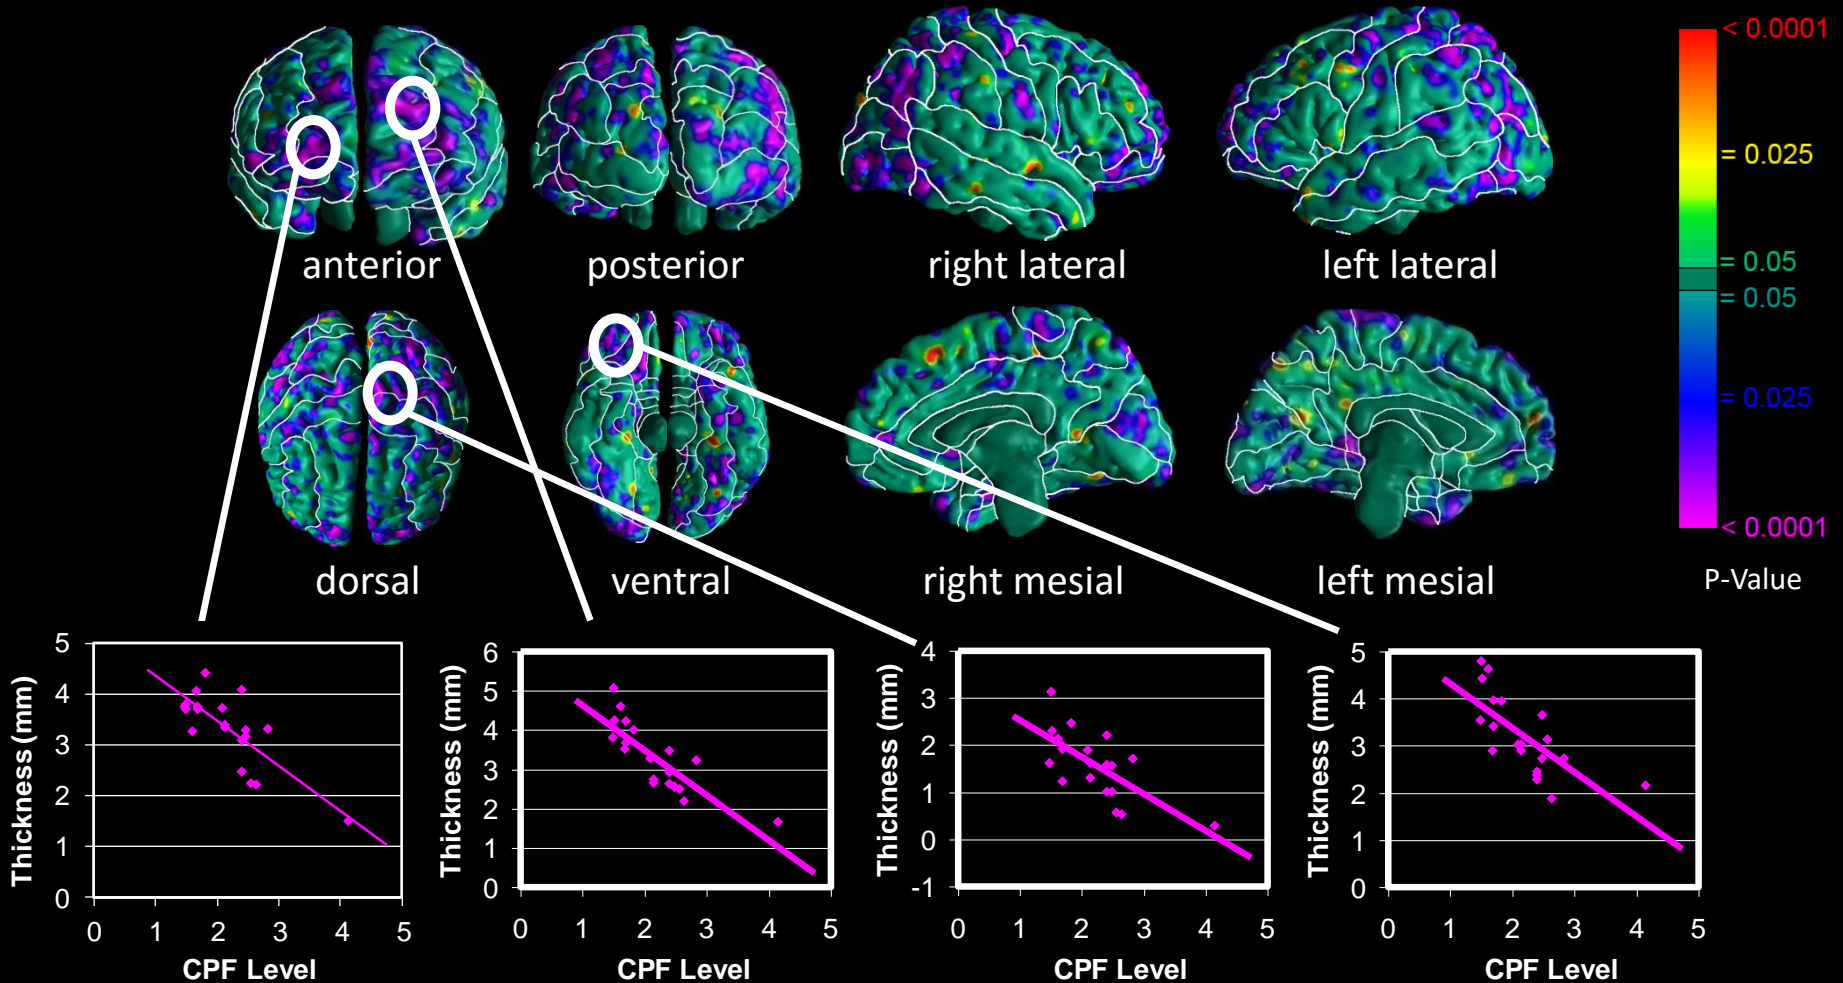 < 0.0001
= 0.025
= 0.05
= 0.05
= 0.025
< 0.0001
P-Value
anterior posterior right lateral left lateral
dorsal ventral right mesial left mesial
Thickness (mm)
5
4
3
2
1
0
0 1 2 3 4 5
CPF Level
Thickness (mm)
6
5
4
3
2
1
0
0 1 2 3 4 5
CPF Level
Thickness (mm)
4
3
2
1
0
-1
0 1 2 3 4 5
CPF Level
Thickness (mm)
5
4
3
2
1
0
0 1 2 3 4 5
CPF Level